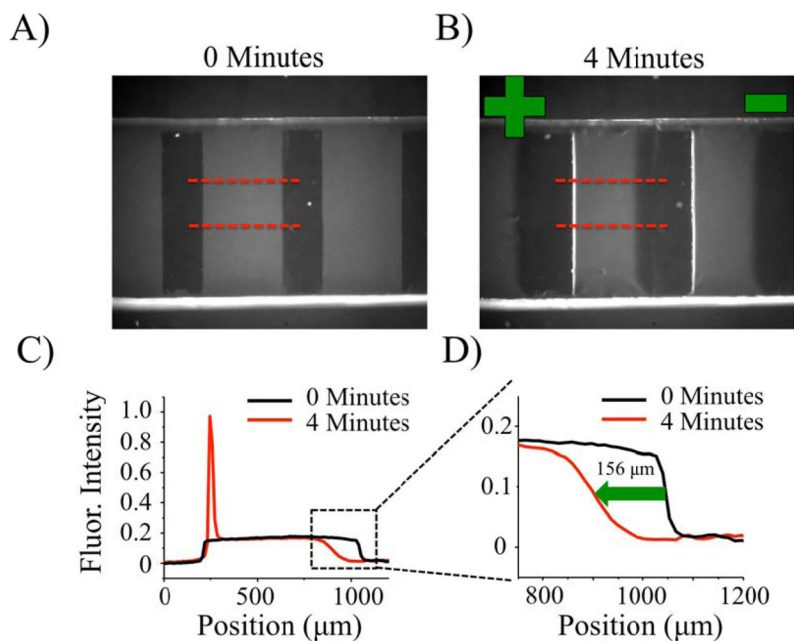 A)
0 Minutes
B)
4 Minutes
C)
Fluor. Intensity
1.0
0.8
0.6
0.4
0.2
0
0 Minutes
4 Minutes
0
500
1000
Position (μm)
D)
0 Minutes
4 Minutes
0.2
0.1
0
156 μm
800
1000
1200
Position (μm)